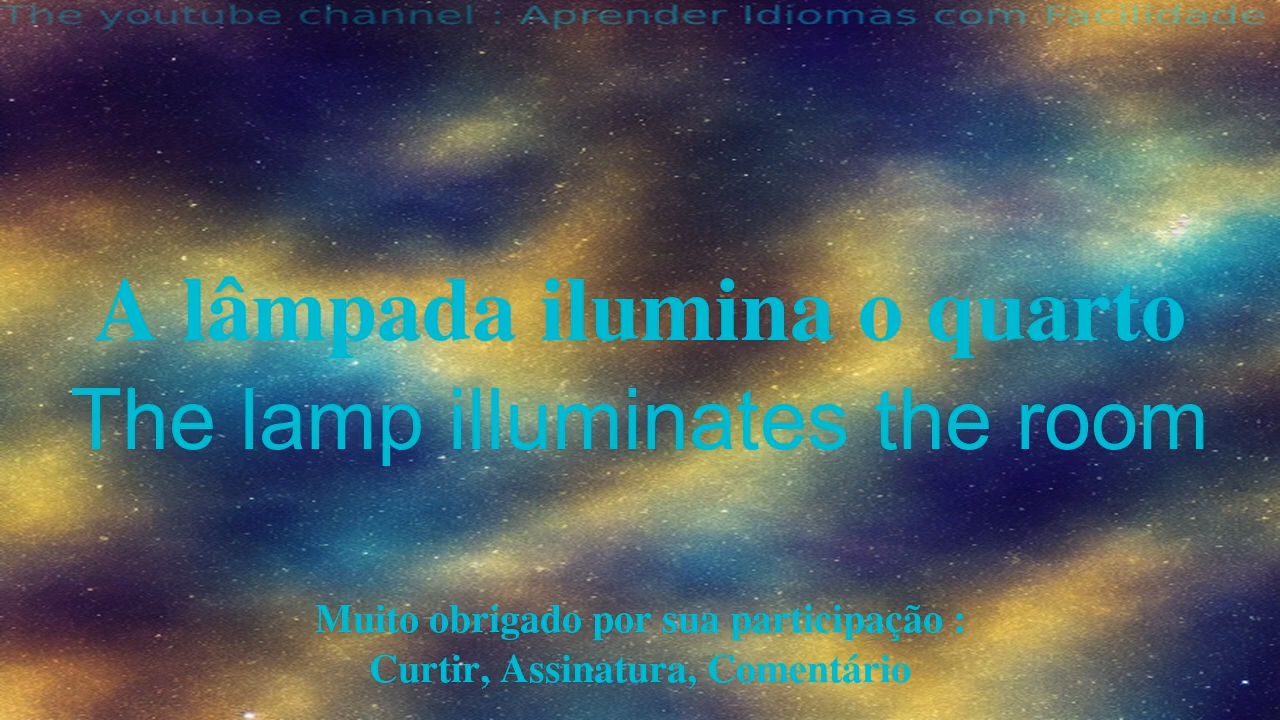 The youtube channel : Aprender Idiomas com Facilidade
A lâmpada ilumina o quarto
The lamp illuminates the room
Muito obrigado por sua participação :
Curtir, Assinatura, Comentário